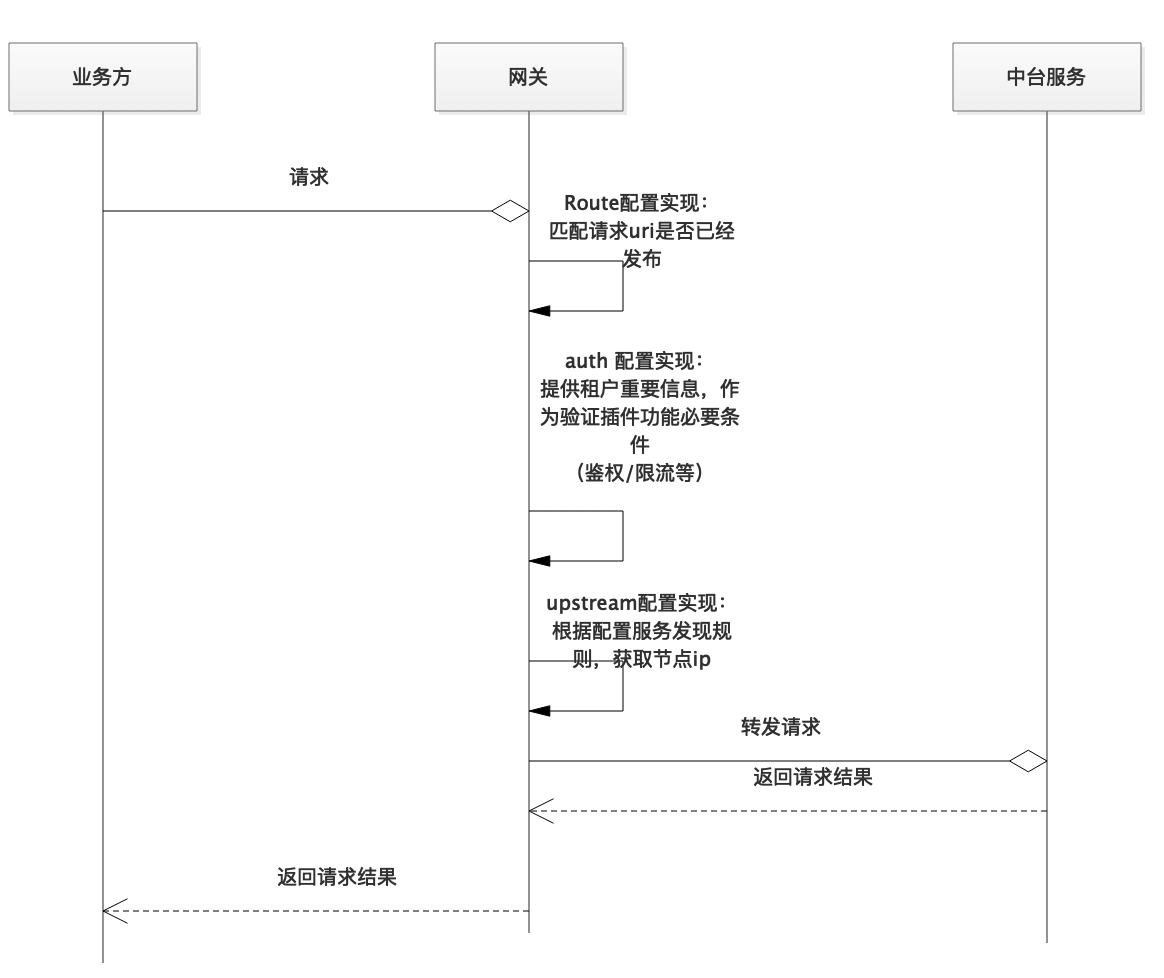 业务方
网关
中台服务
请求
Route配置实现：
匹配请求uri是否已经
发布
auth 配置实现：
提供租户重要信息，作
为验证插件功能必要条
件
（鉴权/限流等）
upstream配置实现：
根据配置服务发现规
则，获取节点ip
转发请求
返回请求结果
返回请求结果